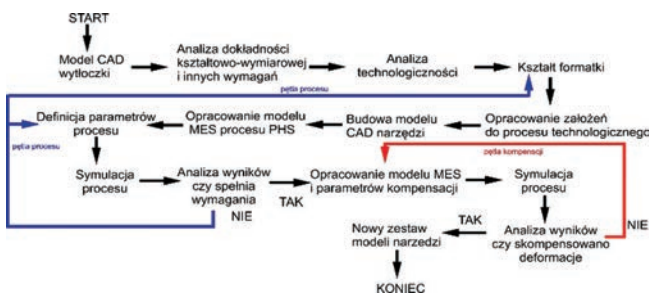 START
Model CAD
wytłoczki
Analiza dokładności
kształtowo-wymiarowej
i innych wymagań
Analiza
technologiczności
Kształt formatki
pętla procesu
Opracowanie założeń
do procesu technologicznego
Budowa modelu
CAD narzędzi
Opracowanie modelu
MES procesu PHS
Definicja parametrów
procesu
pętla procesu
Symulacja
procesu
Analiza wyników
czy spełnia
wymagania
NIE
TAK
Opracowanie modelu MES
i parametrów kompensacji
pętla kompensacji
Symulacja
procesu
Analiza wyników
czy skompensowano
deformacje
NIE
TAK
Nowy zestaw
modeli narzedzi
KONIEC